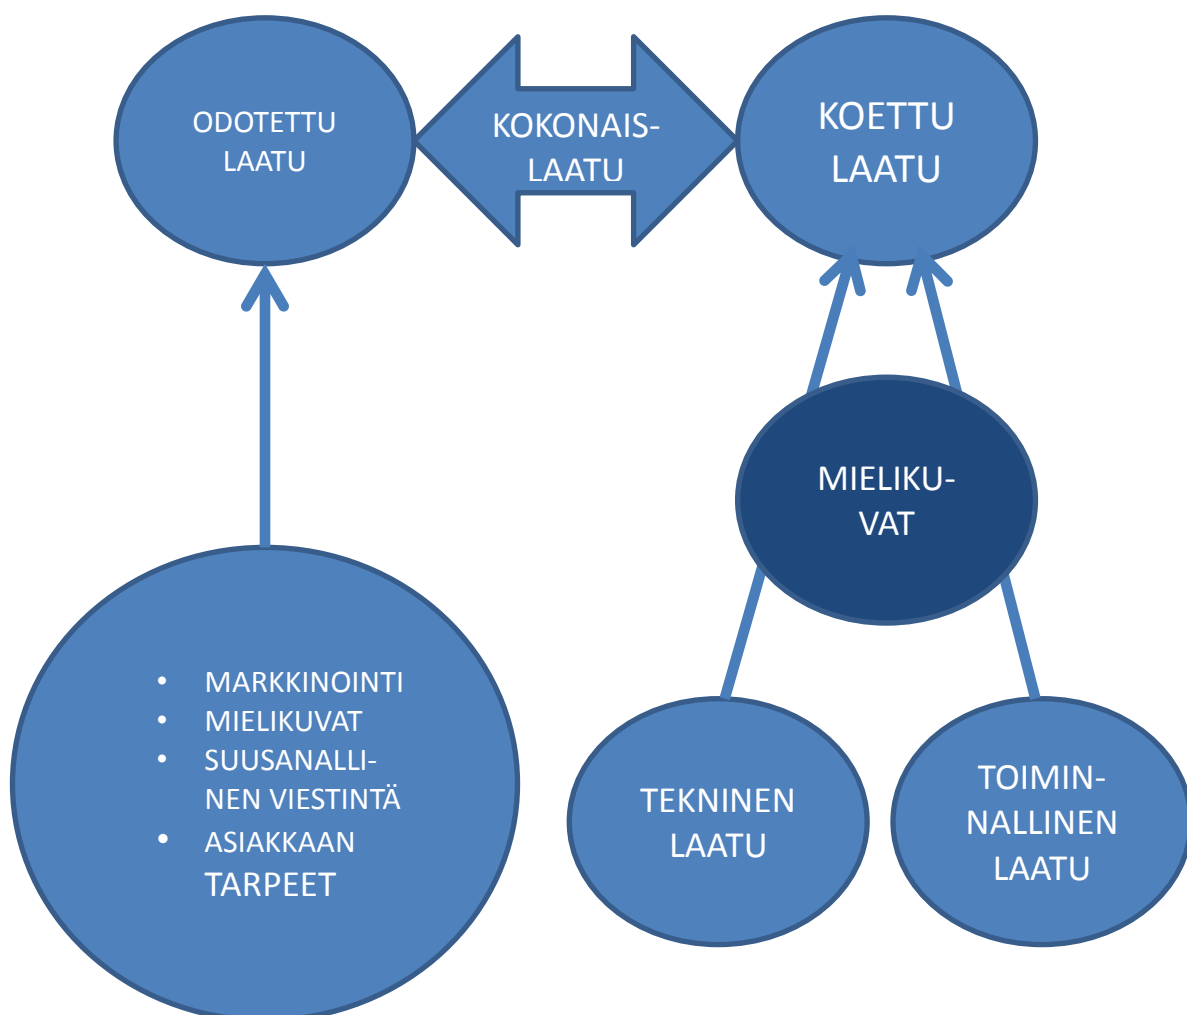 ODOTETTU
LAATU
KOKONAIS-
LAATU
KOETTU
LAATU
MIELIKU-
VAT
• MARKKINOINTI
• MIELIKUVAT
• SUUSANALLI-
NEN VIESTINTÄ
• ASIAKKAAN
TARPEET
TEKNINEN
LAATU
TOIMIN-
NALLINEN
LAATU